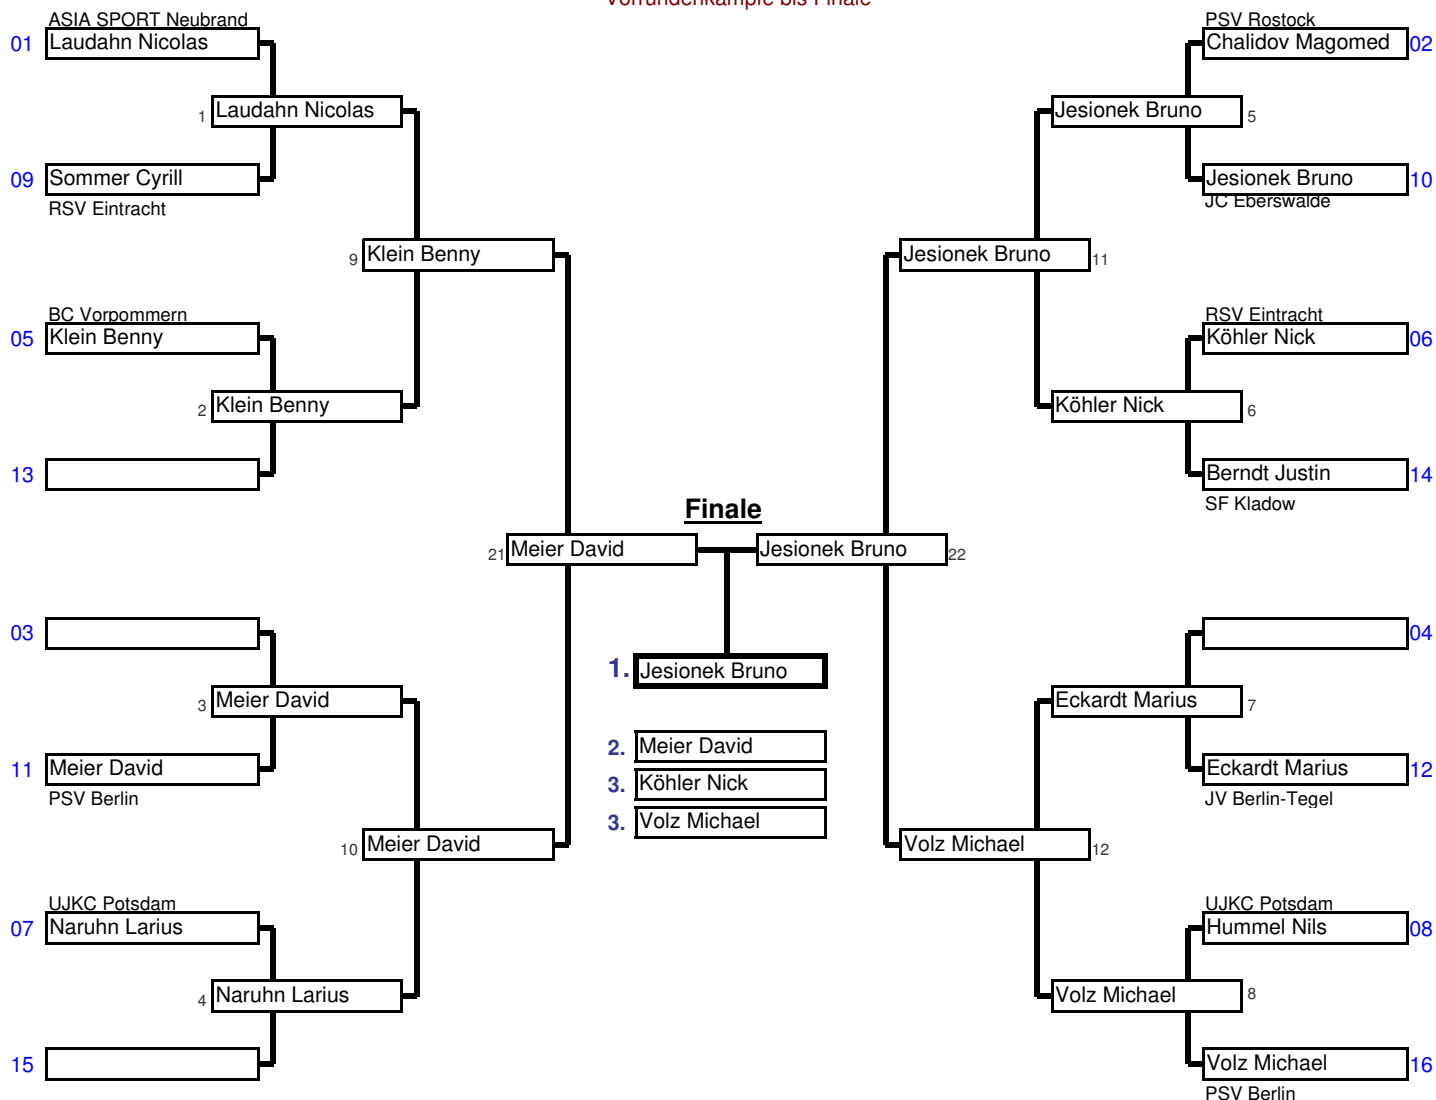 Vorrundenkämpfe bis Finale
ASIA SPORT Neubrand
01 Laudahn Nicolas
1 Laudahn Nicolas
09 Sommer Cyrill
RSV Eintracht
9 Klein Benny
BC Vorpommern
05 Klein Benny
2 Klein Benny
13
21 Meier David
03
3 Meier David
11 Meier David
PSV Berlin
10 Meier David
UJKC Potsdam
07 Naruhn Larius
4 Naruhn Larius
15
Finale
1. Jesionek Bruno
2. Meier David
3. Köhler Nick
3. Volz Michael
PSV Rostock
Chalidov Magomed 02
Jesionek Bruno 5
Jesionek Bruno 10
JC Eberswalde
Jesionek Bruno 11
RSV Eintracht
Köhler Nick 06
Köhler Nick 6
Berndt Justin 14
SF Kladow
Jesionek Bruno 22
04
Eckardt Marius 7
Eckardt Marius 12
JV Berlin-Tegel
Volz Michael 12
UJKC Potsdam
Hummel Nils 08
Volz Michael 8
Volz Michael 16
PSV Berlin